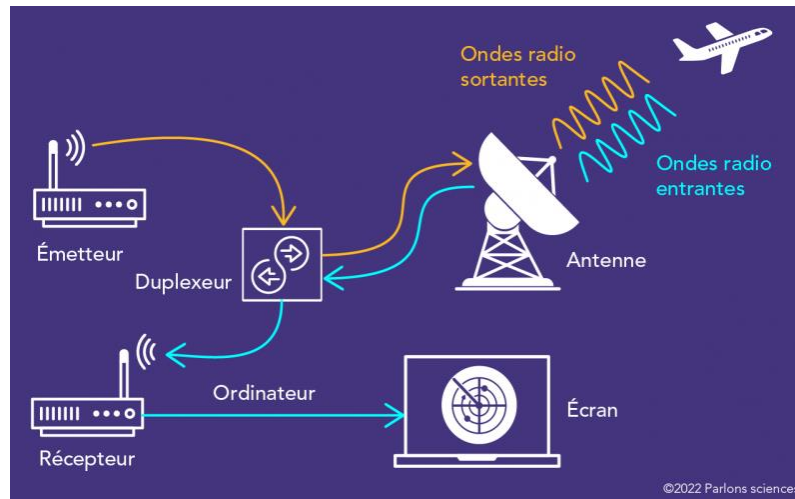 Ondes radio
sortantes
Ondes radio
entrantes
Émetteur
Duplexeur
Antenne
Ordinateur
Écran
Récepteur
©2022 Parlons sciences